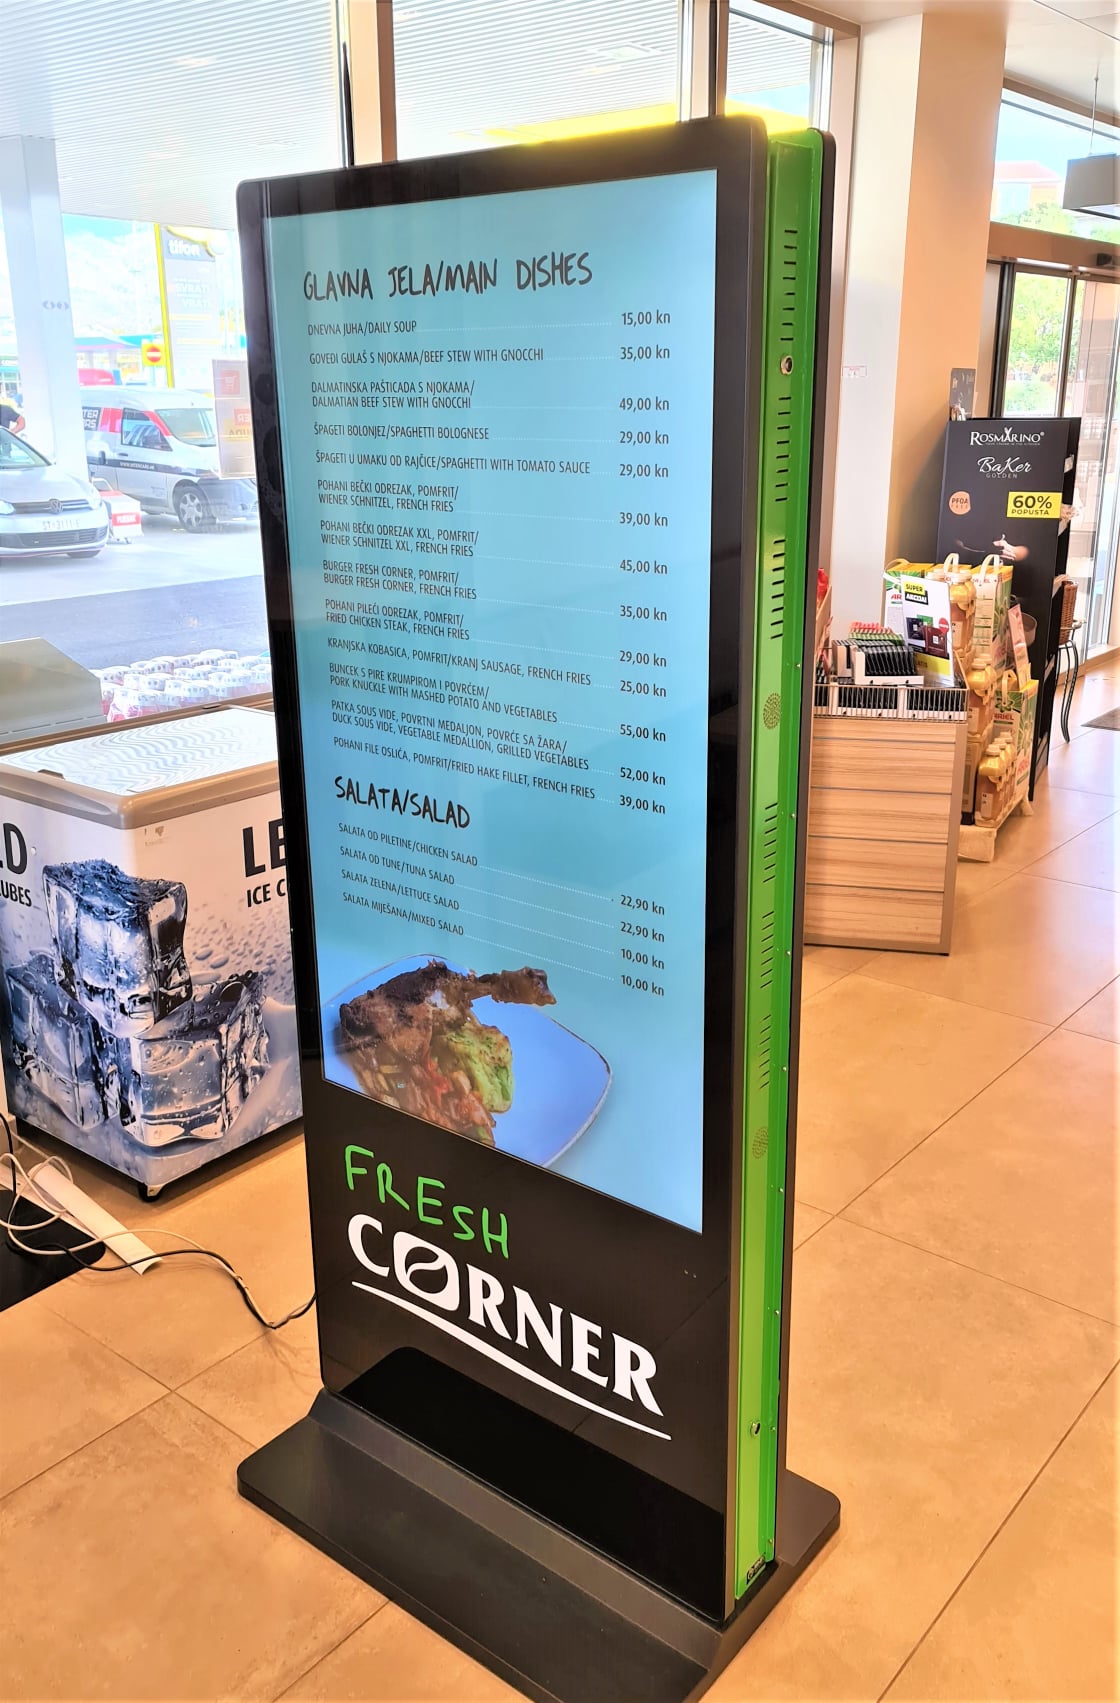 GLAVNA JELA/MAIN DISHES
DNEVNA JUHA/DAILY SOUP 15,00 kn
GOVEĐI GULAŠ S NJOKAMA/BEEF STEW WITH GNOCCHI 35,00 kn
DALMATINSKA PAŠTICADA S NJOKAMA/
DALMATIAN BEEF STEW WITH GNOCCHI 49,00 kn
ŠPAGETI BOLONJEZ/SPAGHETTI BOLOGNESE 29,00 kn
ŠPAGETI U UMAKU OD RAJČICE/SPAGHETTI WITH TOMATO SAUCE 29,00 kn
POHANI BEČKI ODREZAK, POMFRIT/
WIENER SCHNITZEL, FRENCH FRIES 39,00 kn
POHANI BEČKI ODREZAK XXL, POMFRIT/
WIENER SCHNITZEL XXL, FRENCH FRIES 45,00 kn
BURGER FRESH CORNER, POMFRIT/
BURGER FRESH CORNER, FRENCH FRIES 35,00 kn
POHANI PILEĆI ODREZAK, POMFRIT/
FRIED CHICKEN STEAK, FRENCH FRIES 29,00 kn
KRANJSKA KOBASICA, POMFRIT/KRANJ SAUSAGE, FRENCH FRIES 25,00 kn
BUNCEK S PIRE KRUMPIROM I POVRĆEM/
PORK KNUCKLE WITH MASHED POTATO AND VEGETABLES 55,00 kn
PATKA SOUS VIDE, POVRTNI MEDALJON, POVRĆE SA ŽARA/
DUCK SOUS VIDE, VEGETABLE MEDALLION, GRILLED VEGETABLES 52,00 kn
POHANI FILE OSLIĆA, POMFRIT/FRIED HAKE FILLET, FRENCH FRIES 39,00 kn
SALATA/SALAD
SALATA OD PILETINE/CHICKEN SALAD 22,90 kn
SALATA OD TUNE/TUNA SALAD 22,90 kn
SALATA ZELENA/LETTUCE SALAD 10,00 kn
SALATA MIJEŠANA/MIXED SALAD 10,00 kn
FRESH
CORNER
tifon
ROSMARINO
BaKer
GOLDEN
PFOA
FREE
60%
POPUSTA
SUPER
LE
ICE C
D
UBES